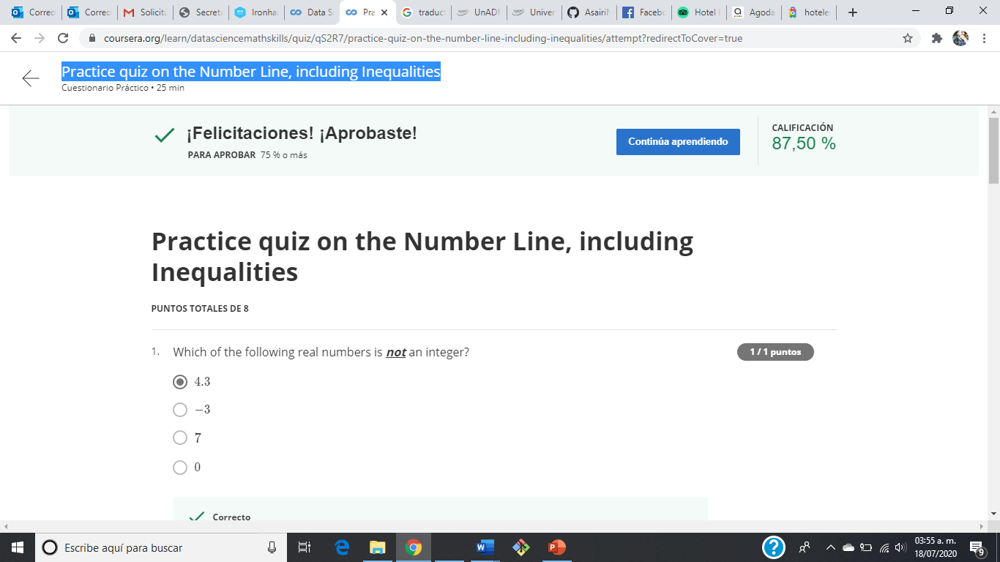 Correo
Correo
Solicitu
Secreta
Ironha
Data S
Pra
traduc
UnADM
Univer
Asairi
Facebo
Hotel
Agoda
hotele
coursera.org/learn/datasciencemathskills/quiz/qS2R7/practice-quiz-on-the-number-line-including-inequalities/attempt?redirectToCover=true
Practice quiz on the Number Line, including Inequalities
Cuestionario Práctico • 25 min
¡Felicitaciones! ¡Aprobaste!
PARA APROBAR 75 % o más
Continúa aprendiendo
CALIFICACIÓN
87,50 %
Practice quiz on the Number Line, including
Inequalities
PUNTOS TOTALES DE 8
1. Which of the following real numbers is not an integer?
1 / 1 puntos
4.3
−3
7
0
Correcto
Escribe aquí para buscar
03:55 a. m.
18/07/2020
9